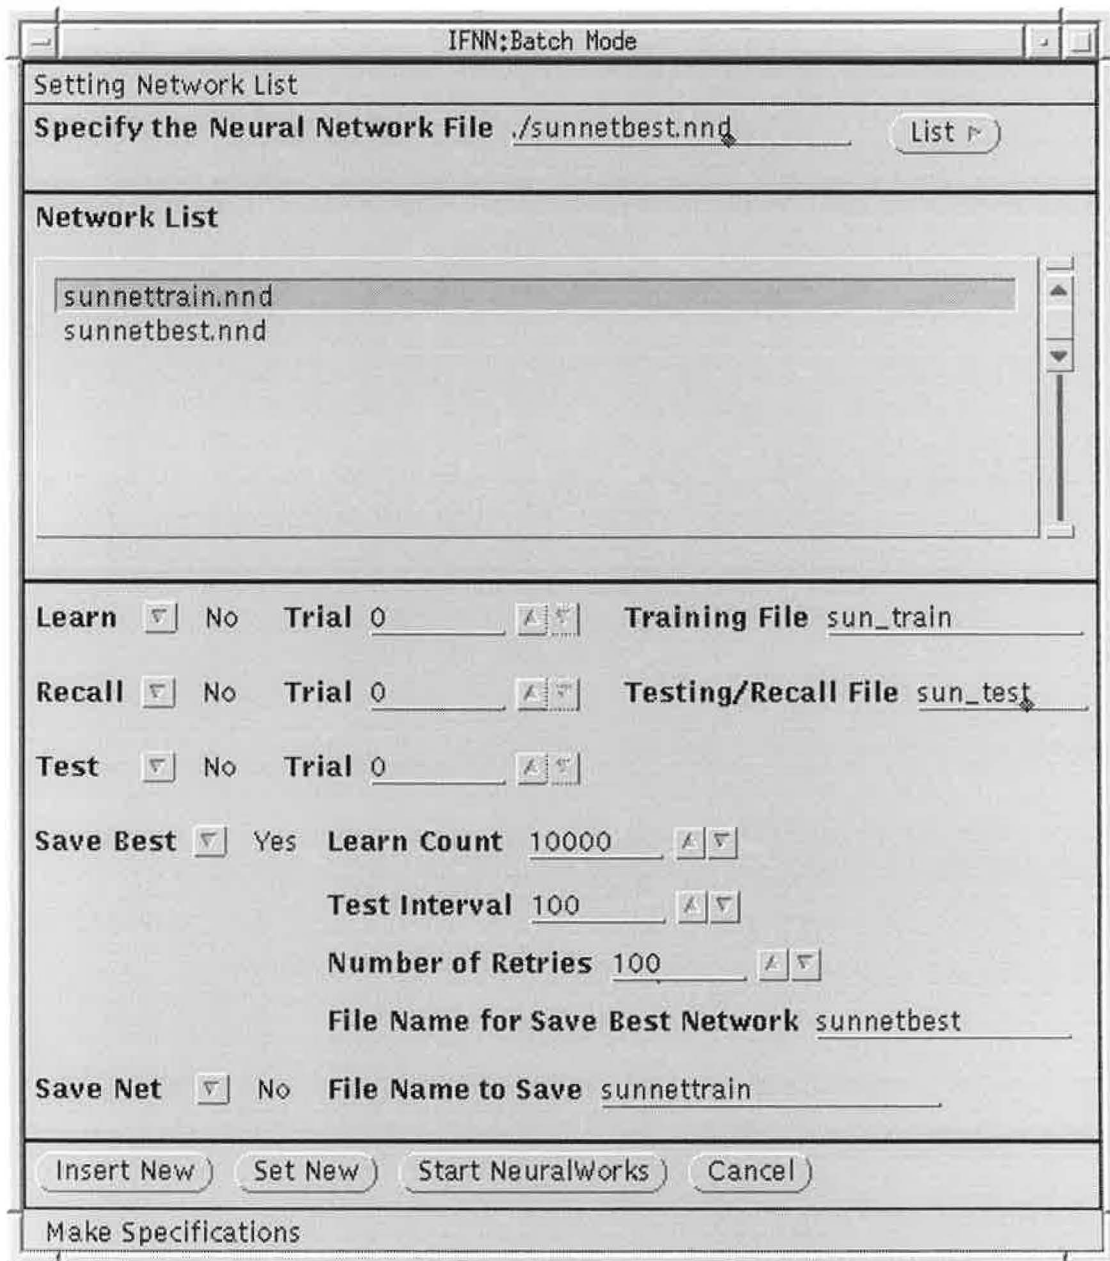 IFNN:Batch Mode
Setting Network List
Specify the Neural Network File ./sunnetbest.nnd List
Network List
sunnettrain.nnd
sunnetbest.nnd
Learn No Trial 0 Training File sun_train
Recall No Trial 0 Testing/Recall File sun_test
Test No Trial 0
Save Best Yes Learn Count 10000
Test Interval 100
Number of Retries 100
File Name for Save Best Network sunnetbest
Save Net No File Name to Save sunnettrain
Insert New Set New Start NeuralWorks Cancel
Make Specifications